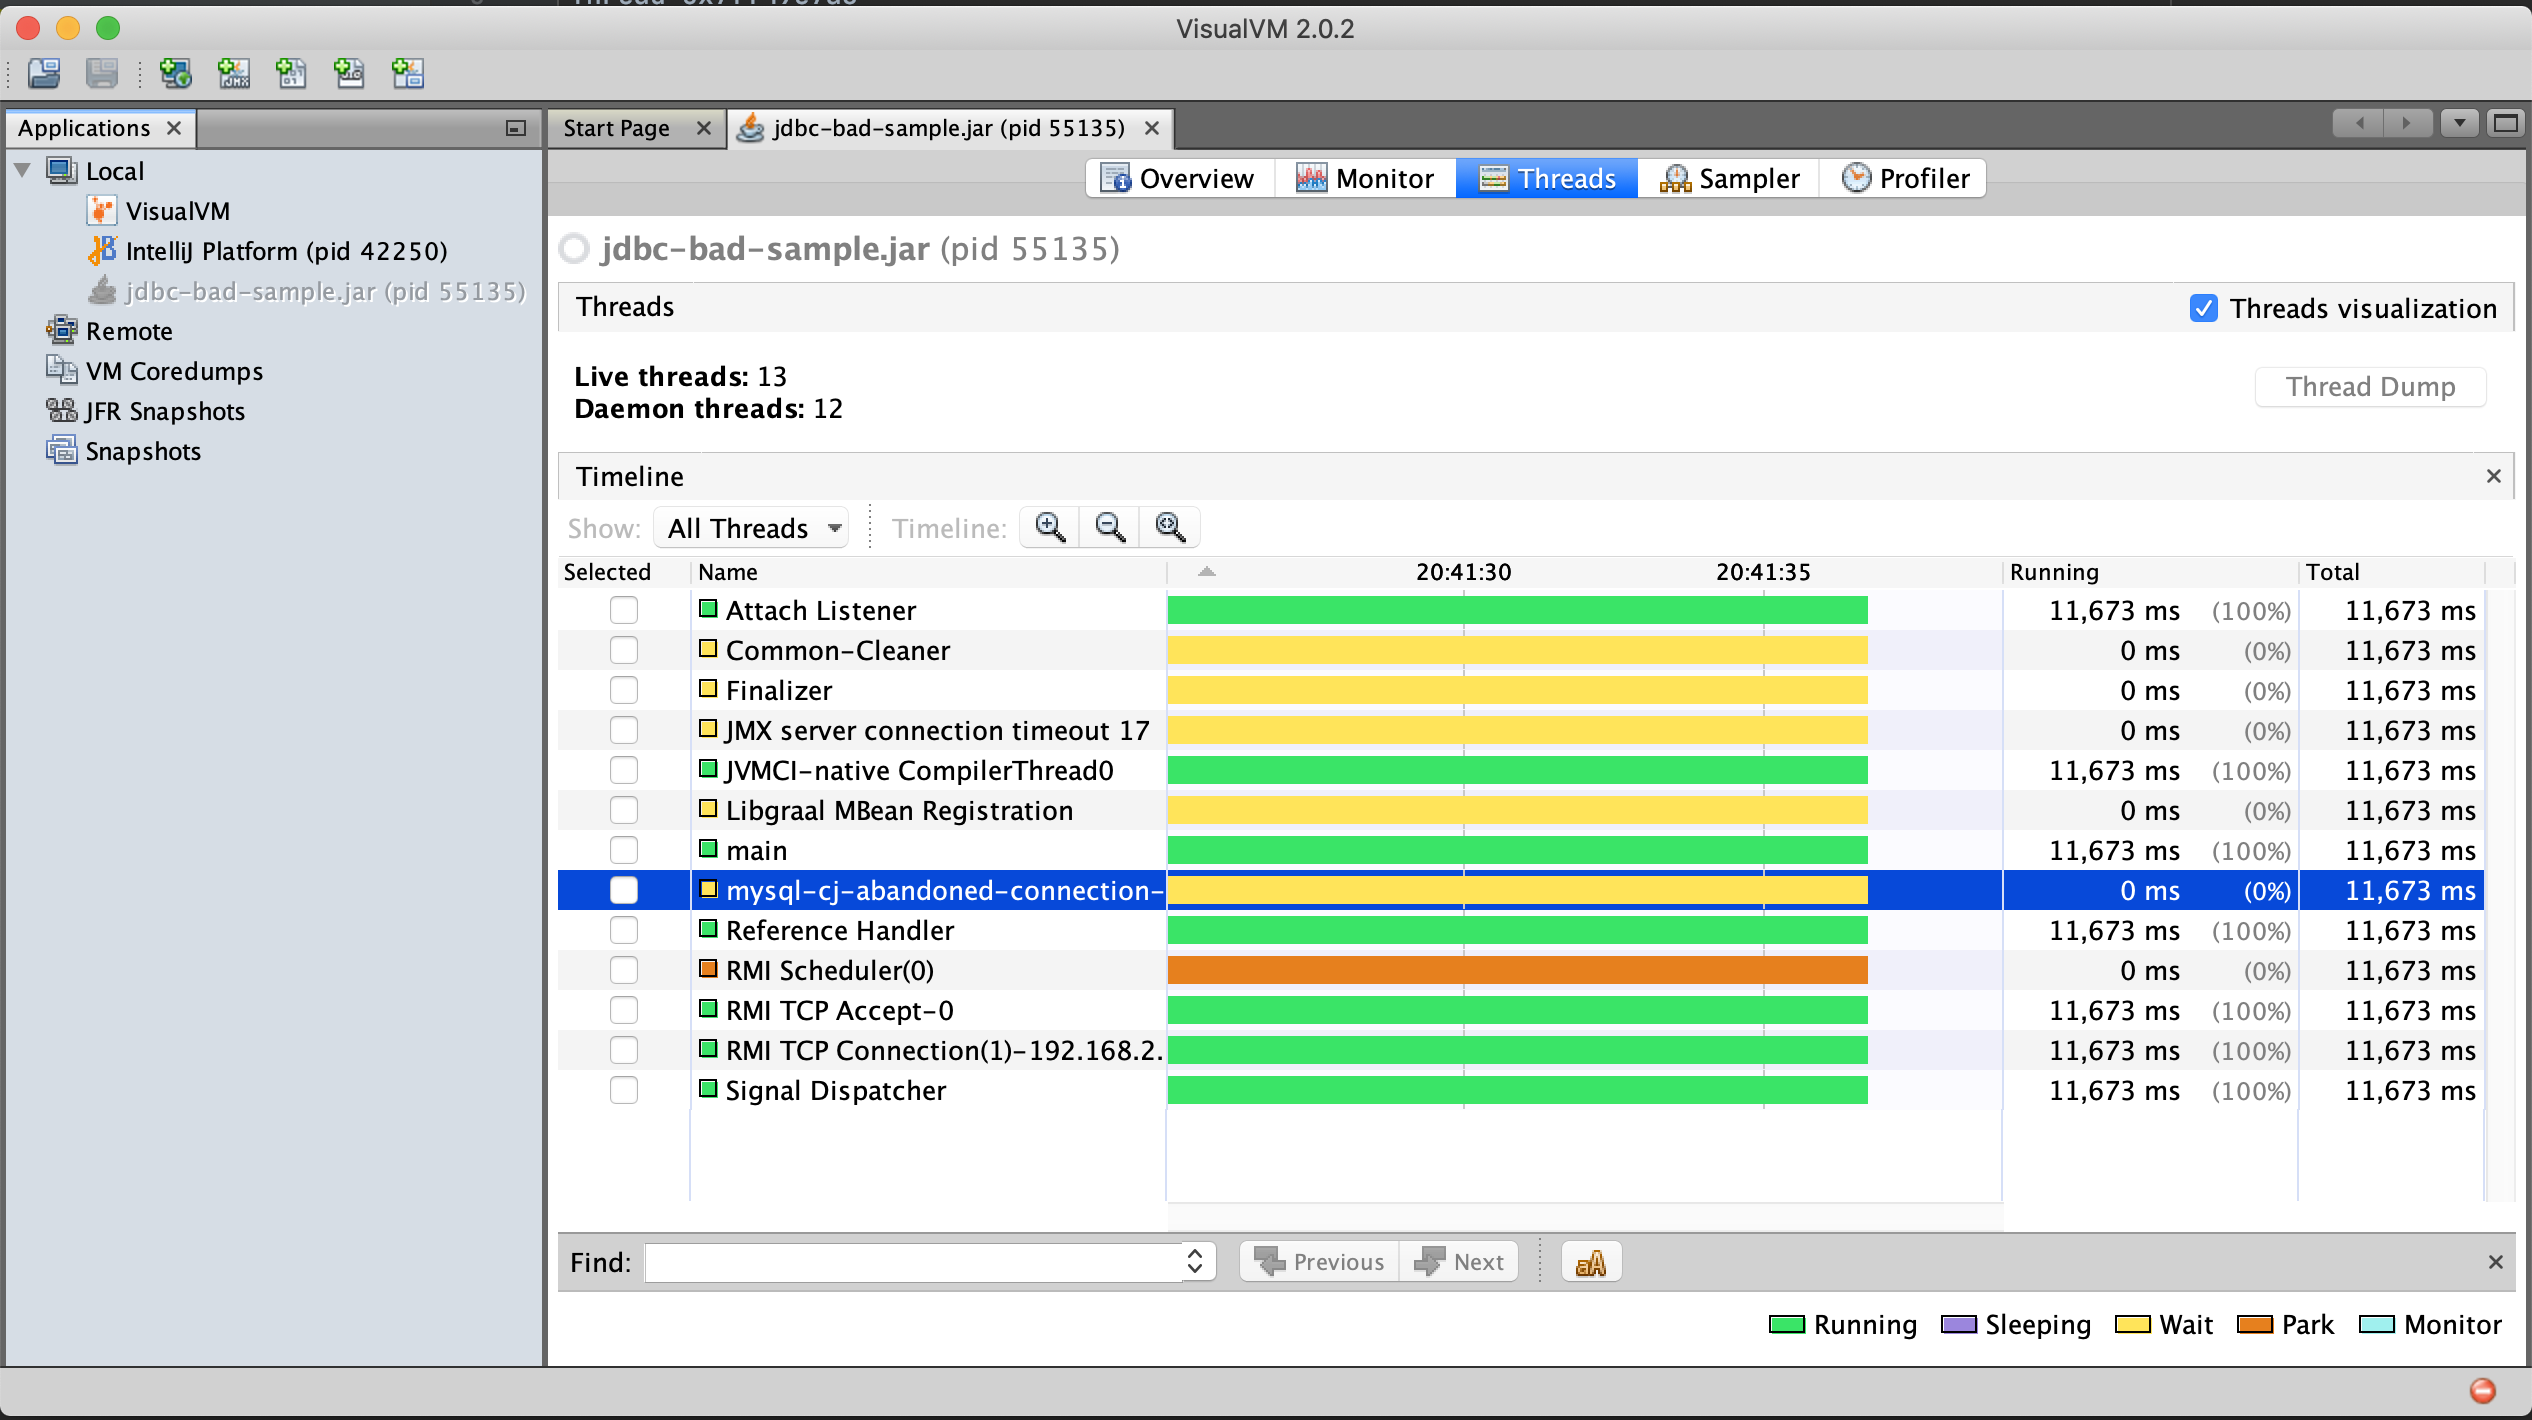 VisualVM 2.0.2
Applications
Start Page
jdbc-bad-sample.jar (pid 55135)
Local
VisualVM
IntelliJ Platform (pid 42250)
jdbc-bad-sample.jar (pid 55135)
Remote
VM Coredumps
JFR Snapshots
Snapshots
Overview Monitor Threads Sampler Profiler
jdbc-bad-sample.jar (pid 55135)
Threads Threads visualization
Live threads: 13
Daemon threads: 12
Thread Dump
Timeline
Show: All Threads Timeline:
Selected Name 20:41:30 20:41:35 Running Total
Attach Listener 11,673 ms (100%) 11,673 ms
Common-Cleaner 0 ms (0%) 11,673 ms
Finalizer 0 ms (0%) 11,673 ms
JMX server connection timeout 17 0 ms (0%) 11,673 ms
JVMCI-native CompilerThread0 11,673 ms (100%) 11,673 ms
Libgraal MBean Registration 0 ms (0%) 11,673 ms
main 11,673 ms (100%) 11,673 ms
mysql-cj-abandoned-connection- 0 ms (0%) 11,673 ms
Reference Handler 11,673 ms (100%) 11,673 ms
RMI Scheduler(0) 0 ms (0%) 11,673 ms
RMI TCP Accept-0 11,673 ms (100%) 11,673 ms
RMI TCP Connection(1)-192.168.2. 11,673 ms (100%) 11,673 ms
Signal Dispatcher 11,673 ms (100%) 11,673 ms
Find: Previous Next aA
Running Sleeping Wait Park Monitor